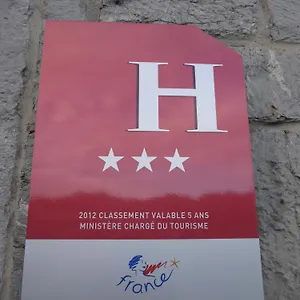 H
2012 CLASSEMENT VALABLE 5 ANS
MINISTÈRE CHARGÉ DU TOURISME
france